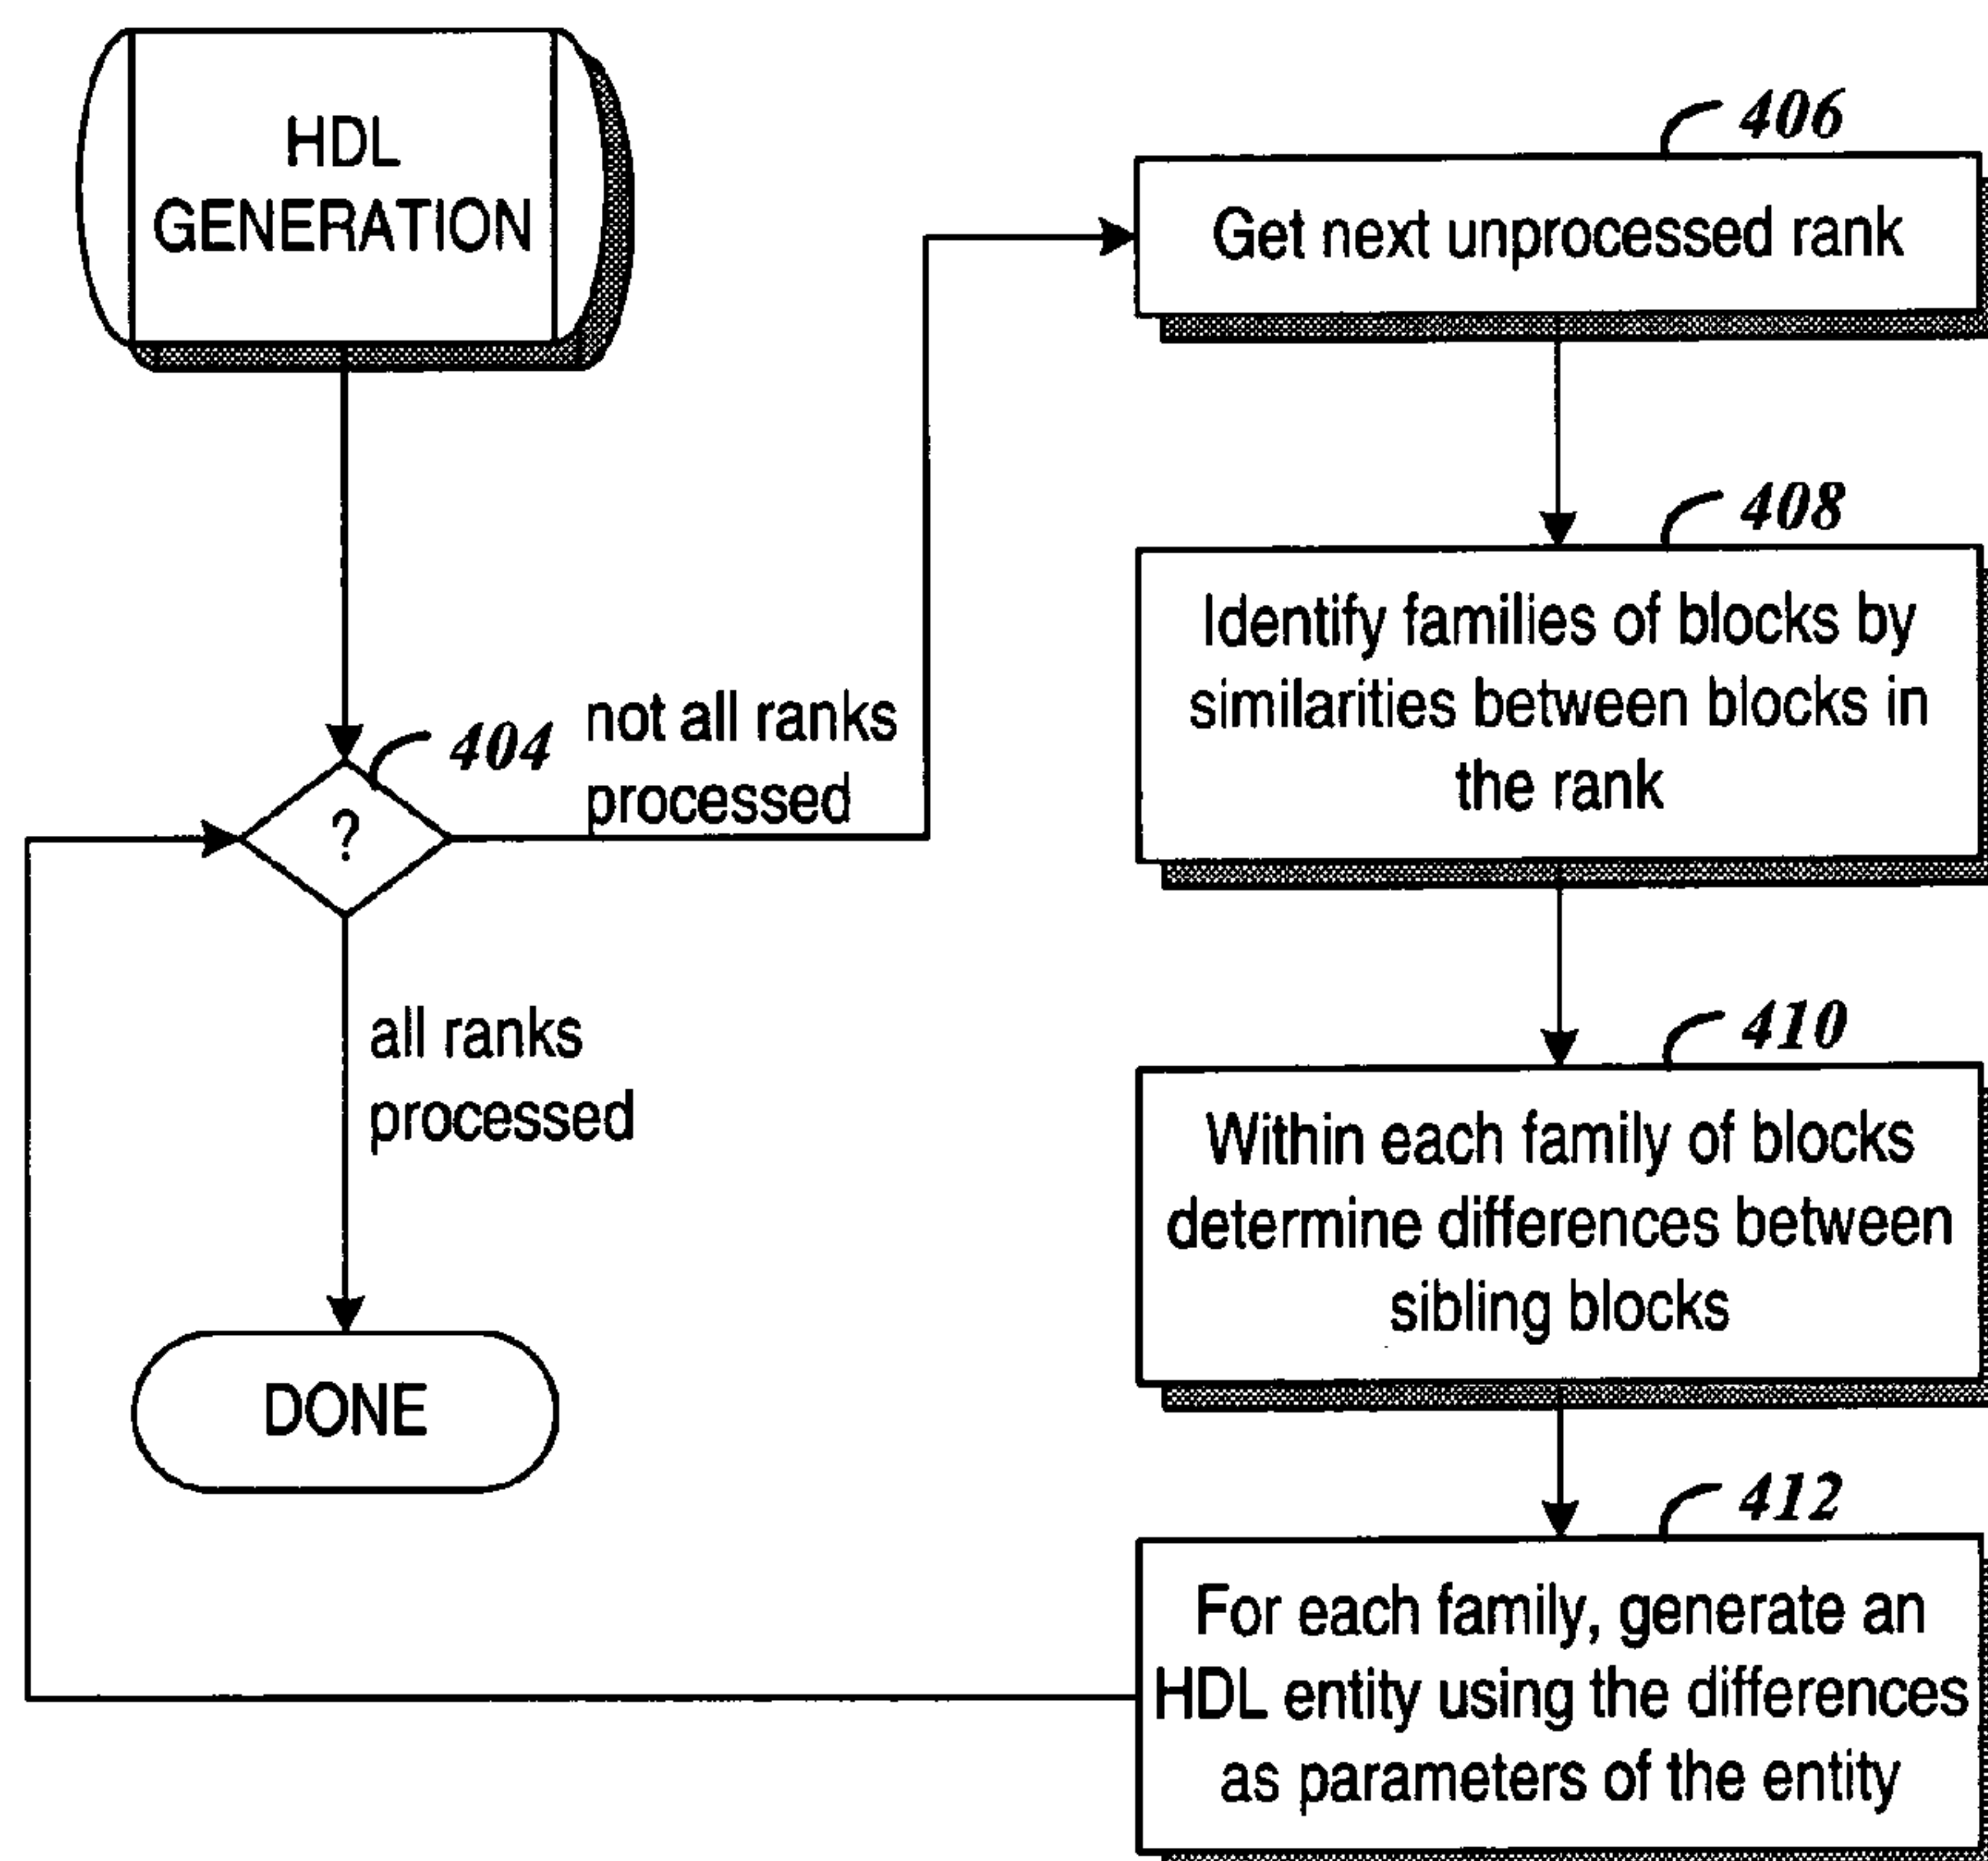 HDL
GENERATION
404
?
not all ranks
processed
all ranks
processed
DONE
406
Get next unprocessed rank
408
Identify families of blocks by
similarities between blocks in
the rank
410
Within each family of blocks
determine differences between
sibling blocks
412
For each family, generate an
HDL entity using the differences
as parameters of the entity